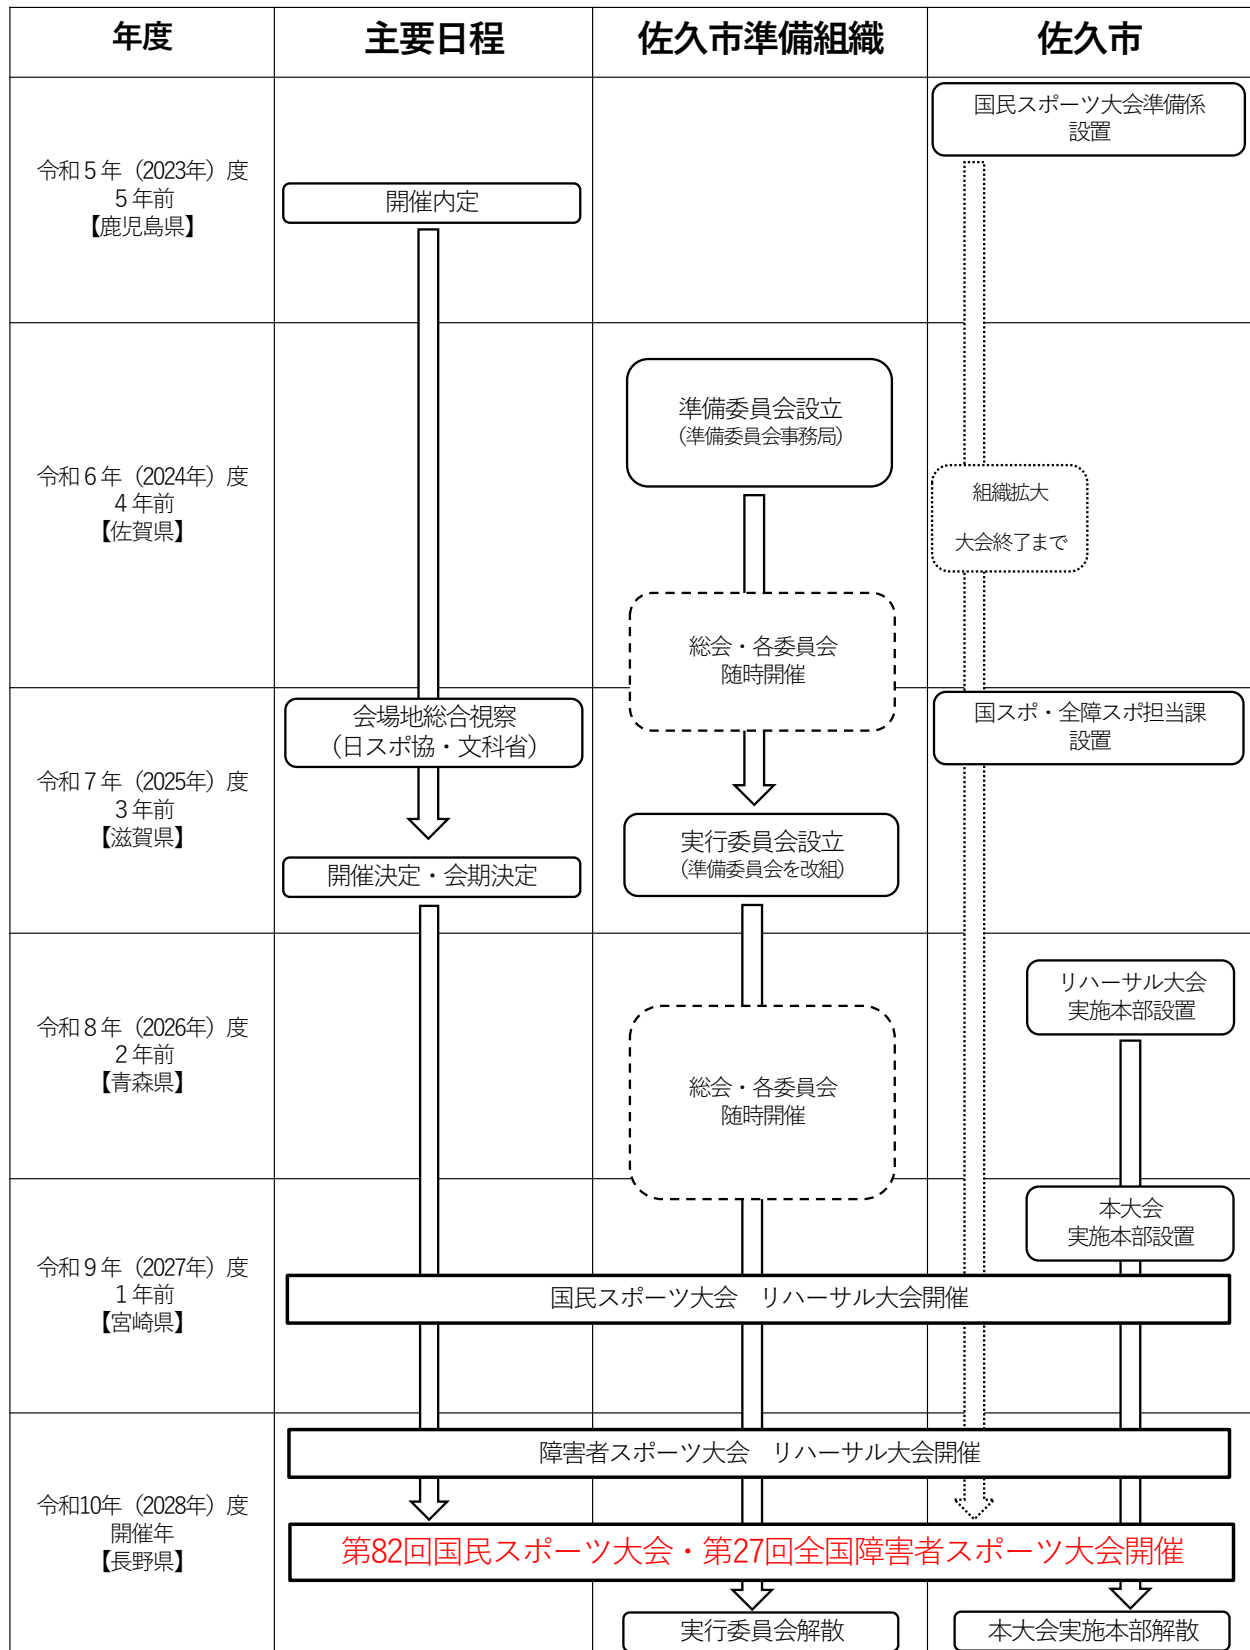 年度
主要日程
佐久市準備組織
佐久市
令和５年（2023年）度
５年前
【鹿児島県】
開催内定
国民スポーツ大会準備係
設置
令和６年（2024年）度
４年前
【佐賀県】
準備委員会設立
（準備委員会事務局）
総会・各委員会
随時開催
組織拡大
大会終了まで
令和７年（2025年）度
３年前
【滋賀県】
会場地総合視察
（日スポ協・文科省）
開催決定・会期決定
実行委員会設立
（準備委員会を改組）
国スポ・全障スポ担当課
設置
令和８年（2026年）度
２年前
【青森県】
総会・各委員会
随時開催
リハーサル大会
実施本部設置
令和９年（2027年）度
１年前
【宮崎県】
本大会
実施本部設置
国民スポーツ大会　リハーサル大会開催
令和10年（2028年）度
開催年
【長野県】
障害者スポーツ大会　リハーサル大会開催
第82回国民スポーツ大会・第27回全国障害者スポーツ大会開催
実行委員会解散
本大会実施本部解散